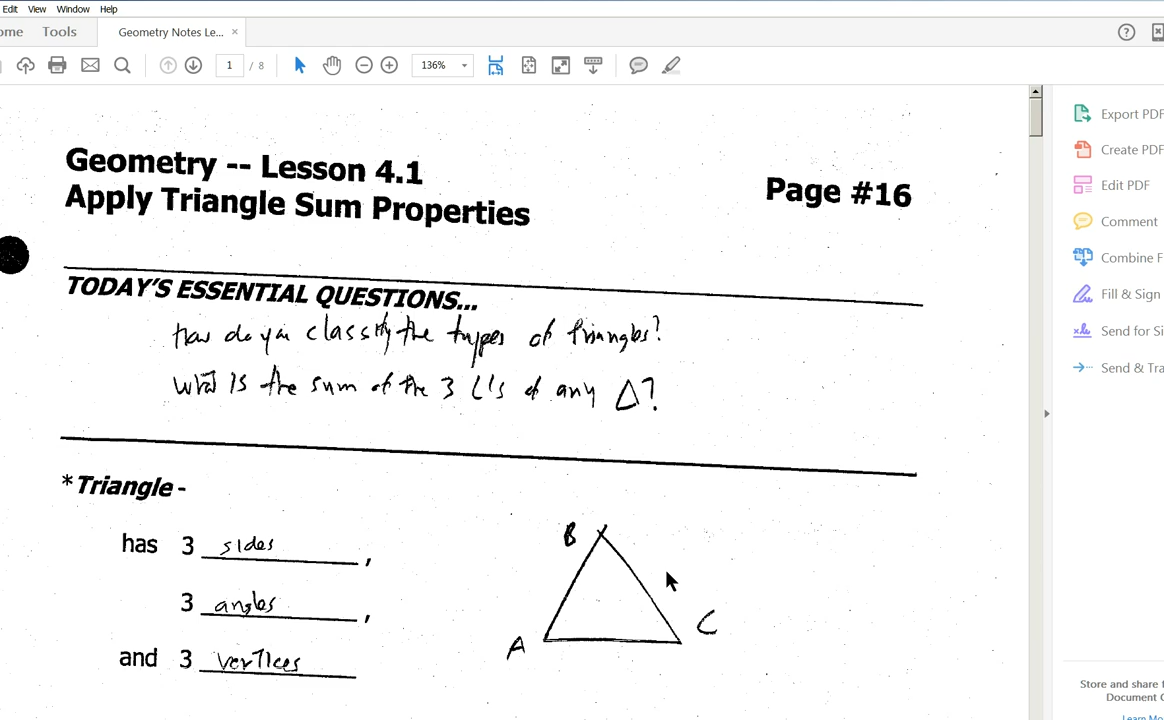 Edit View Window Help
ome Tools Geometry Notes Le... ×
1 / 8 136%
Export PDF
Create PDF
Edit PDF
Comment
Combine F
Fill & Sign
Send for Si
Send & Tra
Store and share f
Document C
Learn Mo
Geometry -- Lesson 4.1
Apply Triangle Sum Properties
Page #16
TODAY'S ESSENTIAL QUESTIONS...
How do you classify the types of triangles?
What is the sum of the 3 ∠'s of any △?
*Triangle -
has 3 sides,
3 angles,
and 3 vertices
B
A
C